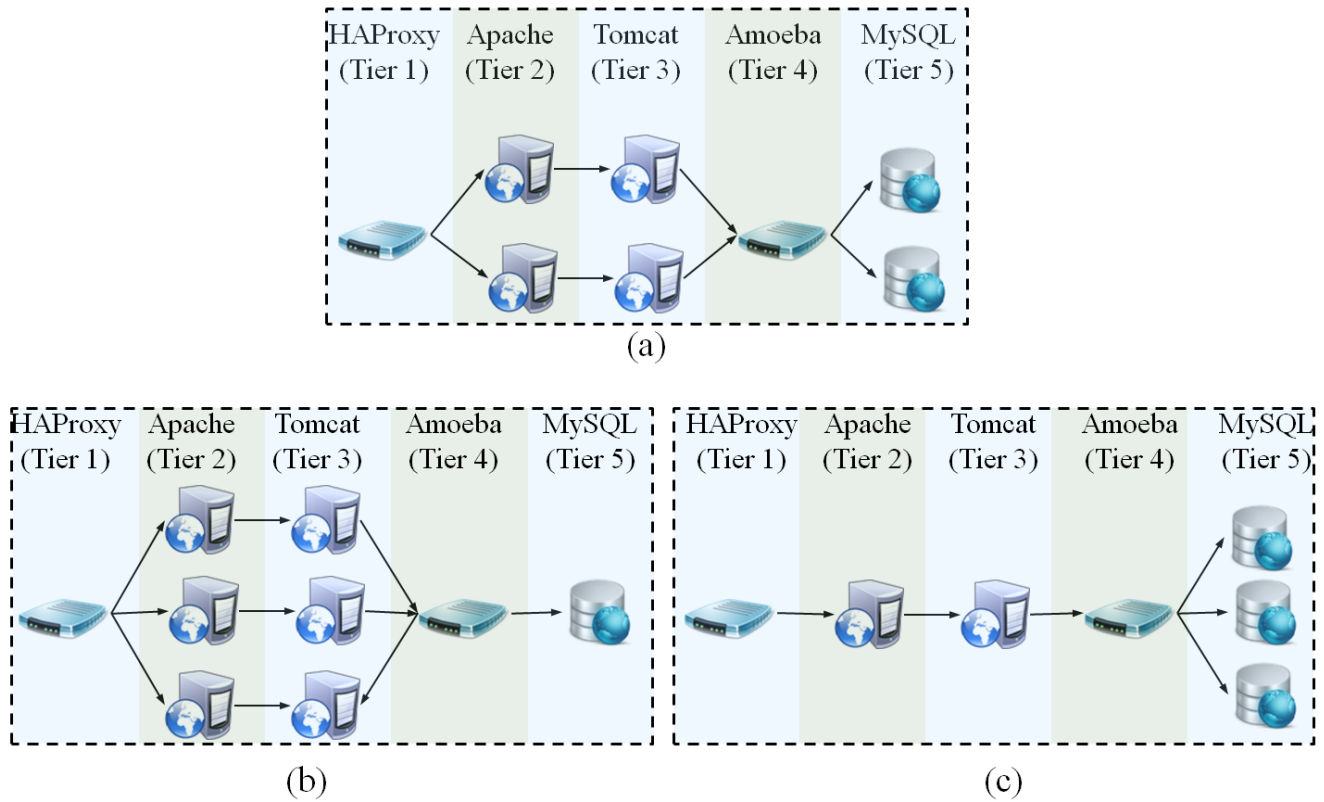 HAProxy Apache Tomcat Amoeba MySQL
(Tier 1) (Tier 2) (Tier 3) (Tier 4) (Tier 5)
(a)
HAProxy Apache Tomcat Amoeba MySQL
(Tier 1) (Tier 2) (Tier 3) (Tier 4) (Tier 5)
(b)
HAProxy Apache Tomcat Amoeba MySQL
(Tier 1) (Tier 2) (Tier 3) (Tier 4) (Tier 5)
(c)